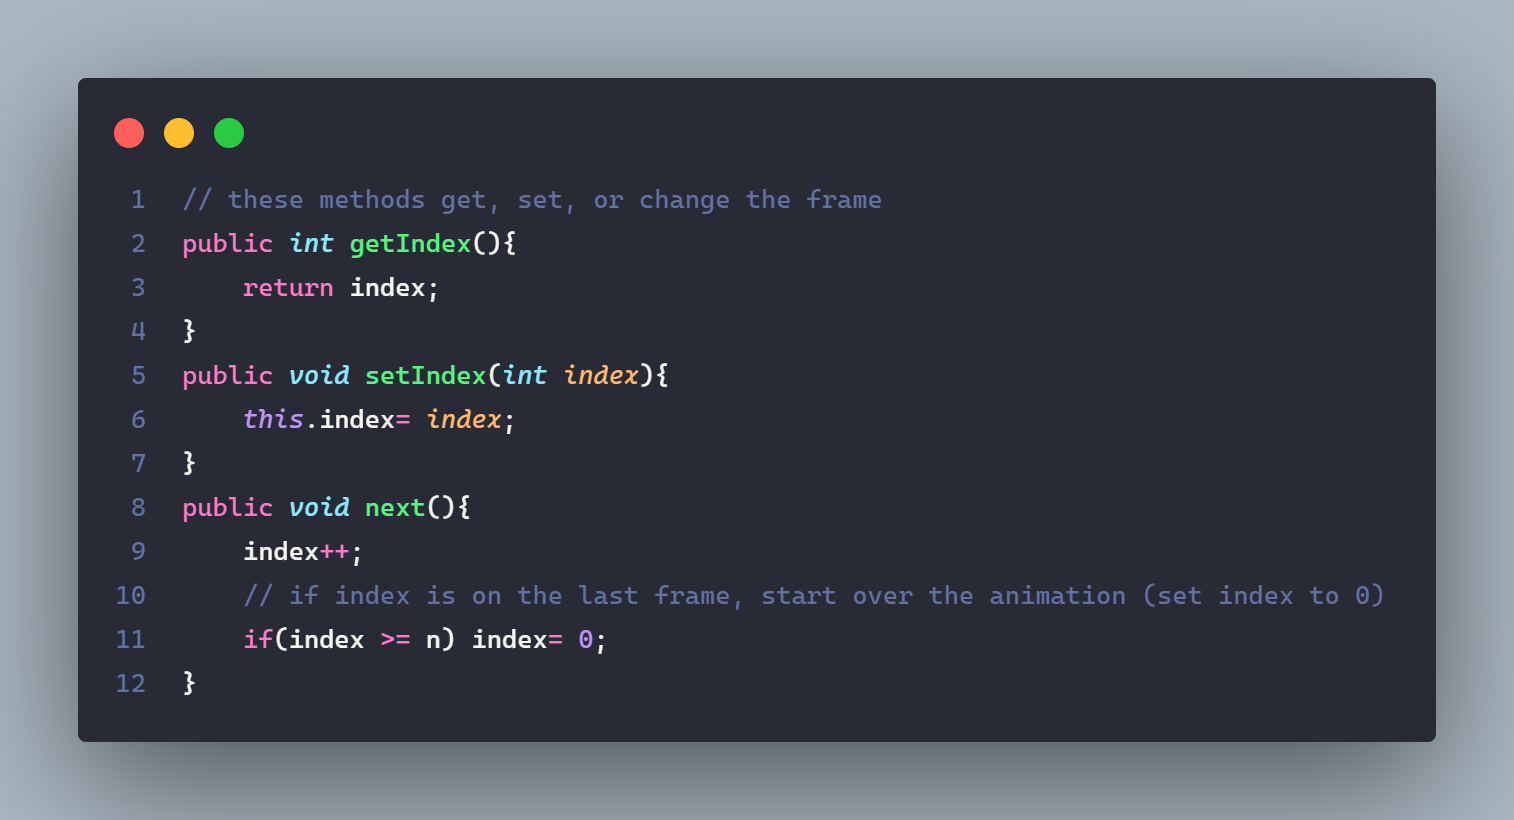 1 // these methods get, set, or change the frame
2 public int getIndex(){
3     return index;
4 }
5 public void setIndex(int index){
6     this.index= index;
7 }
8 public void next(){
9     index++;
10     // if index is on the last frame, start over the animation (set index to 0)
11     if(index >= n) index= 0;
12 }